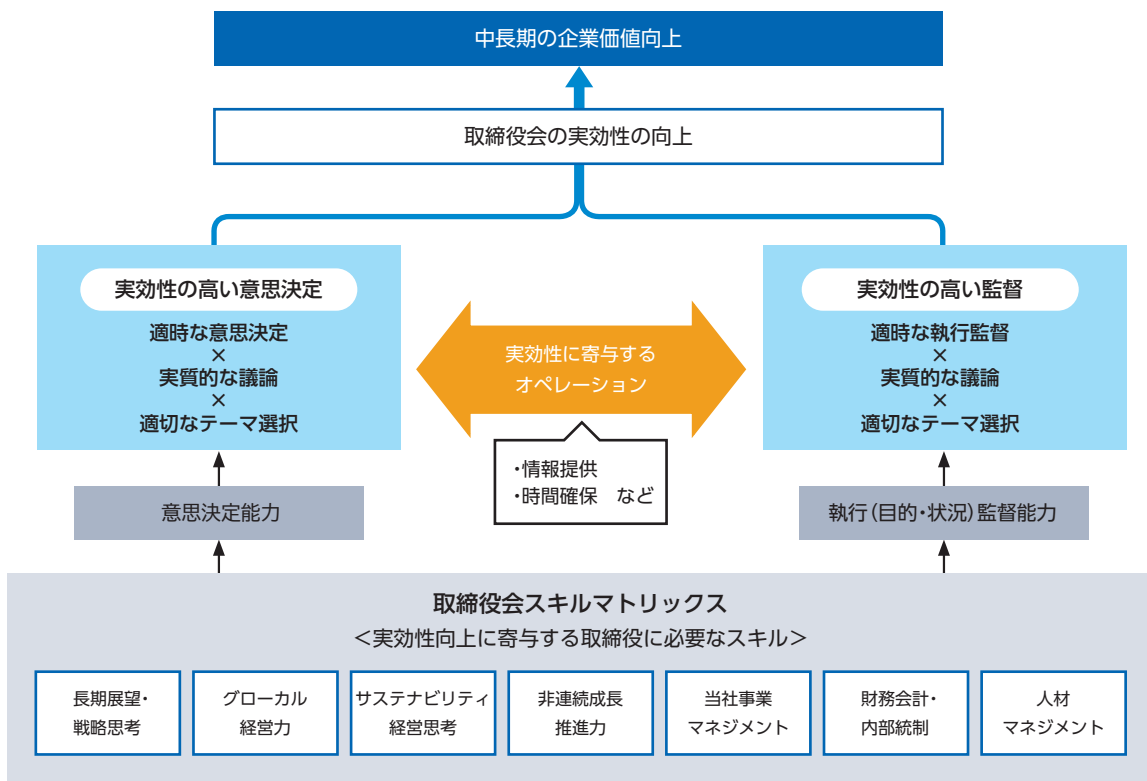 中長期の企業価値向上
取締役会の実効性の向上
実効性の高い意思決定
適時な意思決定
×
実質的な議論
×
適切なテーマ選択
実効性に寄与する
オペレーション
・情報提供
・時間確保　など
実効性の高い監督
適時な執行監督
×
実質的な議論
×
適切なテーマ選択
意思決定能力
執行（目的・状況）監督能力
取締役会スキルマトリックス
＜実効性向上に寄与する取締役に必要なスキル＞
長期展望・
戦略思考
グローカル
経営力
サステナビリティ
経営思考
非連続成長
推進力
当社事業
マネジメント
財務会計・
内部統制
人材
マネジメント